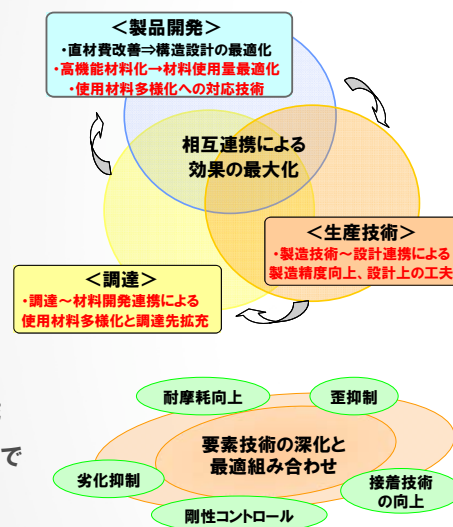 ＜製品開発＞
・直材費改善⇒構造設計の最適化
・高機能材料化→材料使用量最適化
・使用材料多様化への対応技術
相互連携による
効果の最大化
＜生産技術＞
・製造技術～設計連携による
製造精度向上、設計上の工夫
＜調達＞
・調達～材料開発連携による
使用材料多様化と調達先拡充
耐摩耗向上
歪抑制
要素技術の深化と
最適組み合わせ
で
劣化抑制
接着技術
の向上
剛性コントロール